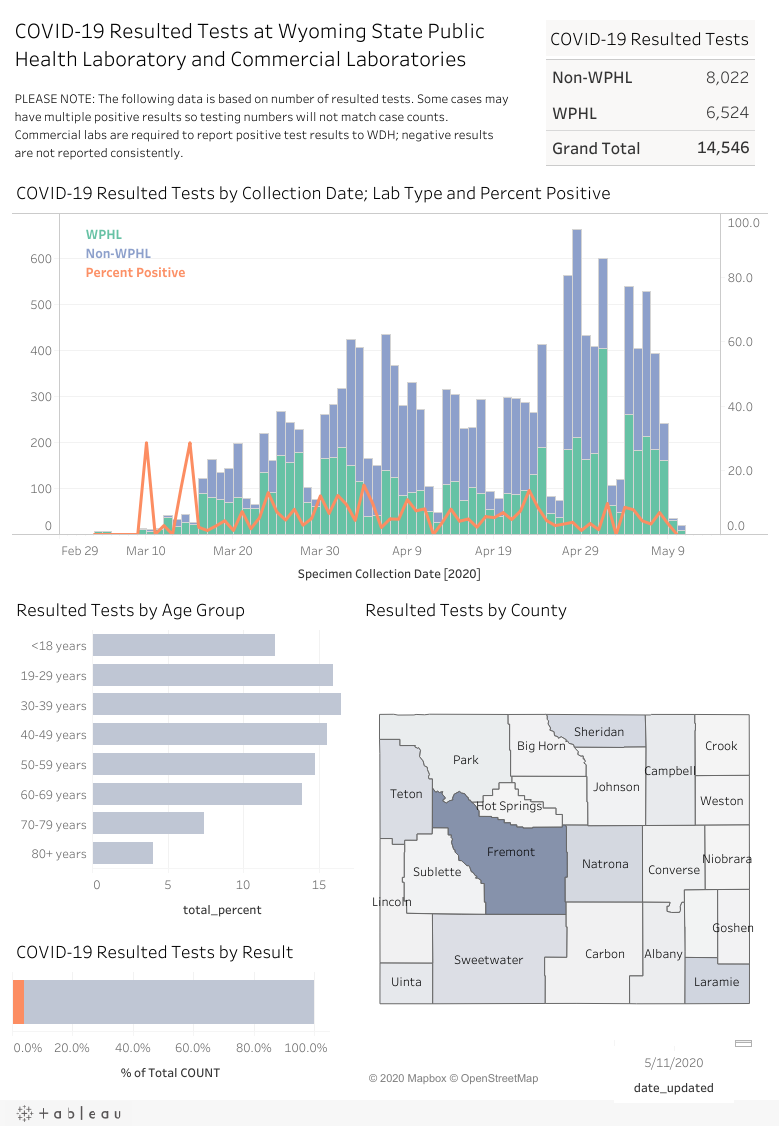 COVID-19 Resulted Tests at Wyoming State Public
Health Laboratory and Commercial Laboratories
PLEASE NOTE: The following data is based on number of resulted tests. Some cases may
have multiple positive results so testing numbers will not match case counts.
Commercial labs are required to report positive test results to WDH; negative results
are not reported consistently.
COVID-19 Resulted Tests
Non-WPHL 8,022
WPHL 6,524
Grand Total 14,546
COVID-19 Resulted Tests by Collection Date; Lab Type and Percent Positive
WPHL
Non-WPHL
Percent Positive
600
500
400
300
200
100
0
100.0
80.0
60.0
40.0
20.0
0.0
Feb 29 Mar 10 Mar 20 Mar 30 Apr 9 Apr 19 Apr 29 May 9
Specimen Collection Date [2020]
Resulted Tests by Age Group
<18 years
19-29 years
30-39 years
40-49 years
50-59 years
60-69 years
70-79 years
80+ years
0 5 10 15
total_percent
COVID-19 Resulted Tests by Result
0.0% 20.0% 40.0% 60.0% 80.0% 100.0%
% of Total COUNT
Resulted Tests by County
Sheridan
Big Horn
Crook
Park
Campbell
Johnson
Teton
Weston
Hot Springs
Fremont
Niobrara
Natrona
Converse
Sublette
Lincoln
Goshen
Carbon
Albany
Sweetwater
Uinta
Laramie
© 2020 Mapbox © OpenStreetMap
5/11/2020
date_updated
+ a b l e a u